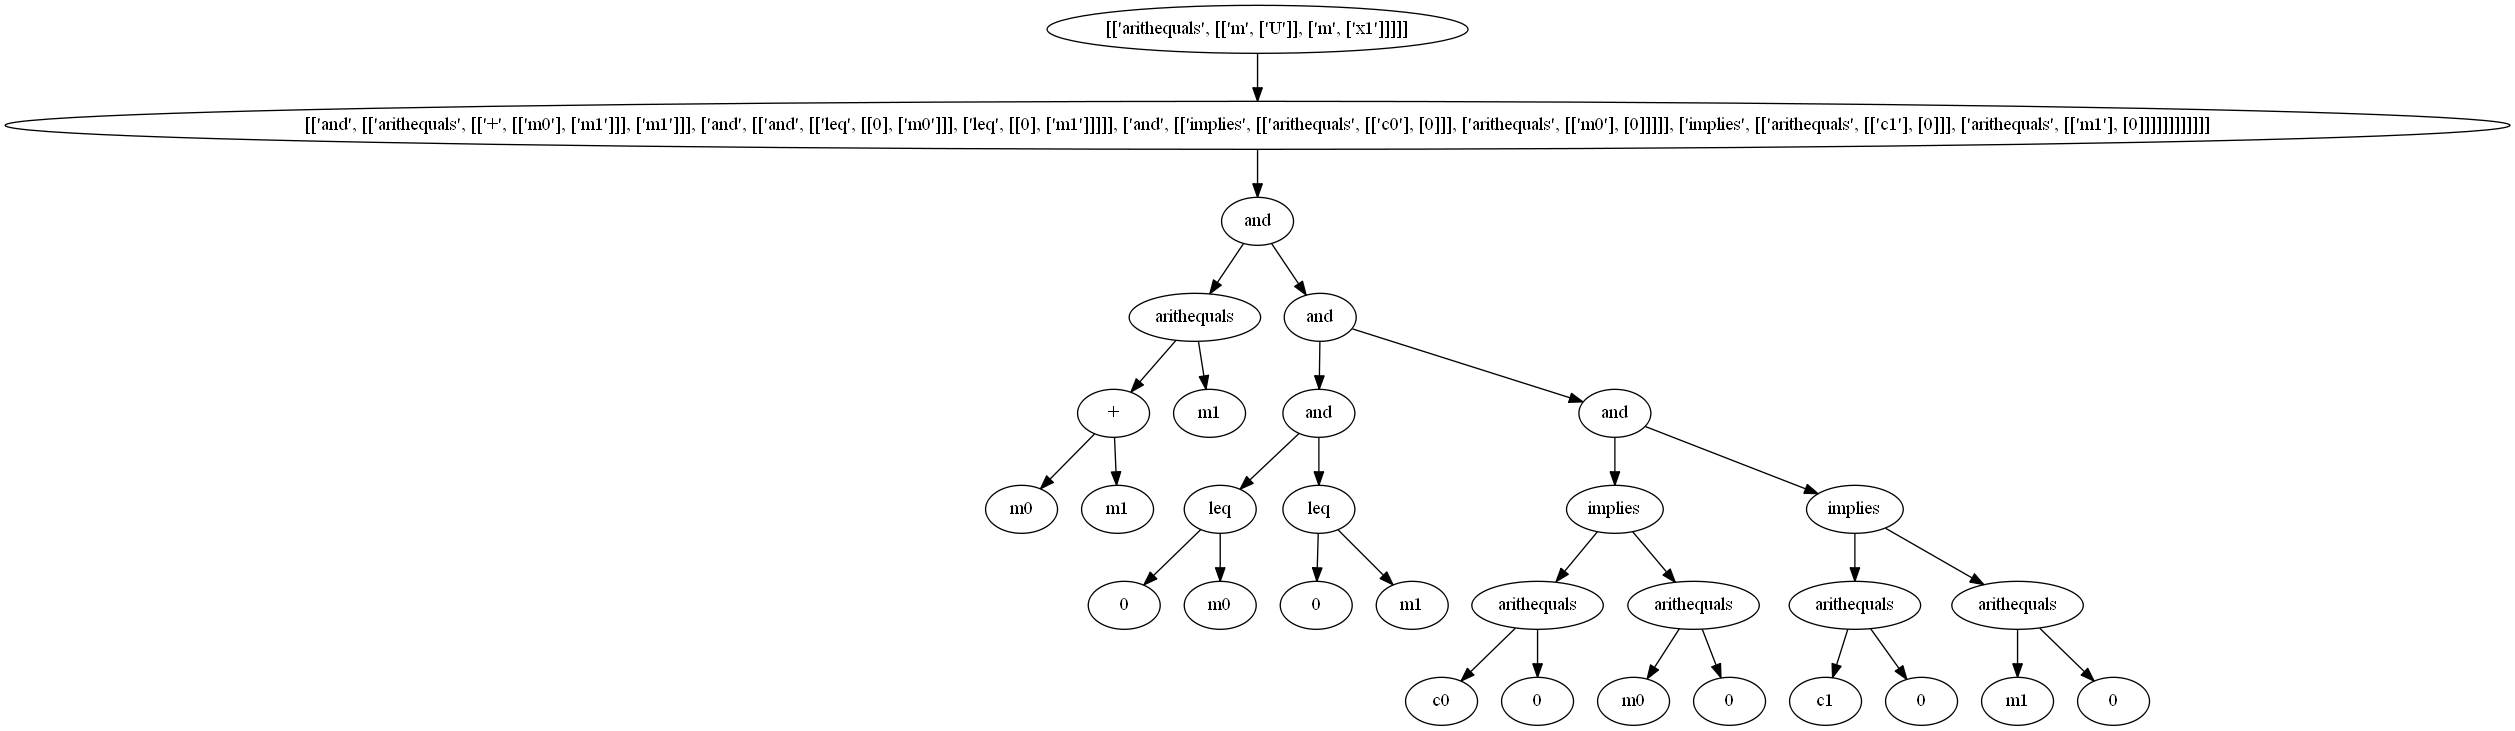 [['arithequals', [['m', ['U']], ['m', ['x1']]]]]
[['and', [['arithequals', [['+', [['m0'], ['m1']]], ['m1']]], ['and', [['and', [['leq', [[0], ['m0']]], ['leq', [[0], ['m1']]]]], ['and', [['implies', [['arithequals', [['c0'], [0]]], ['arithequals', [['m0'], [0]]]]], ['implies', [['arithequals', [['c1'], [0]]], ['arithequals', [['m1'], [0]]]]]]]]]]]]
and
arithequals and
+ m1 and and
m0 m1 leq leq implies implies
0 m0 0 m1 arithequals arithequals arithequals arithequals
c0 0 m0 0 c1 0 m1 0